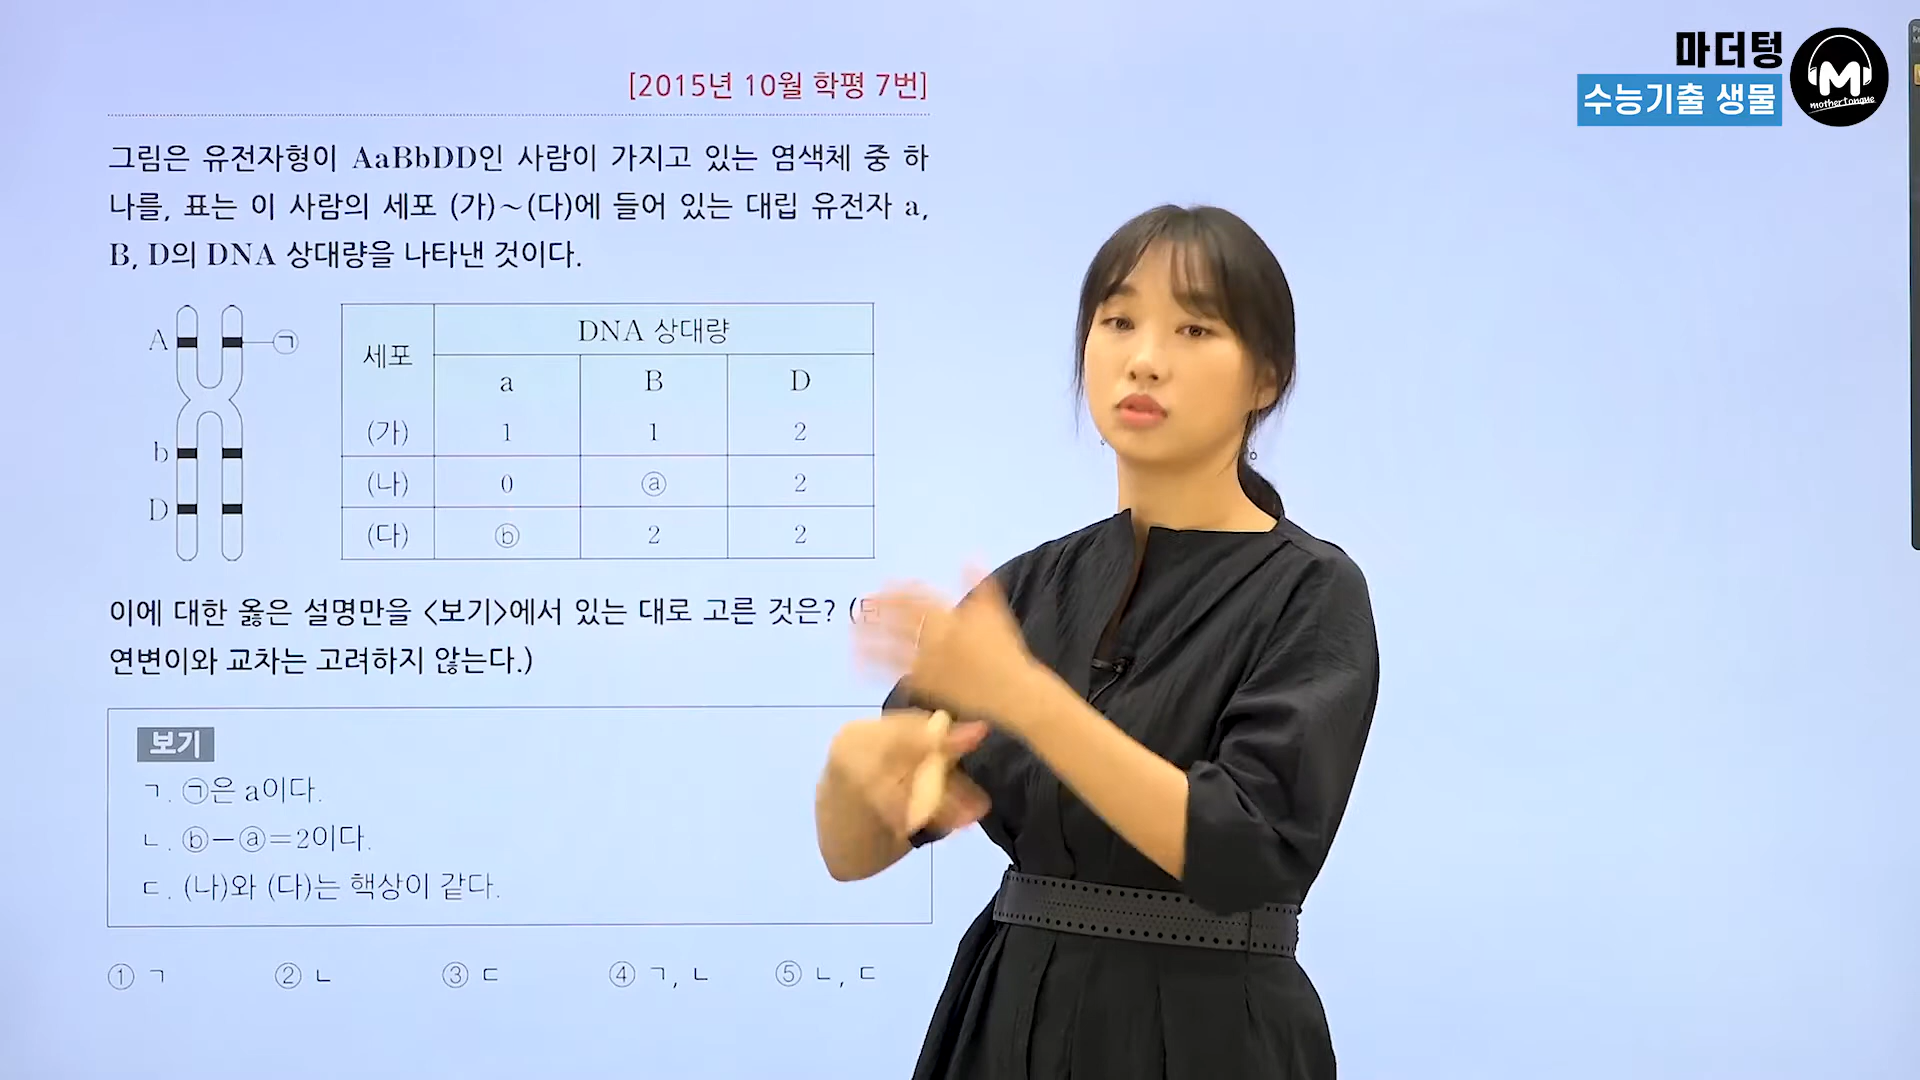 마더텅
수능기출 생물
mothertongue
[2015년 10월 학평 7번]
그림은 유전자형이 AaBbDD인 사람이 가지고 있는 염색체 중 하
나를, 표는 이 사람의 세포 (가)~(다)에 들어 있는 대립 유전자 a,
B, D의 DNA 상대량을 나타낸 것이다.
A
㉠
b
D
세포 DNA 상대량
a B D
(가) 1 1 2
(나) 0 ⓐ 2
(다) ⓑ 2 2
이에 대한 옳은 설명만을 <보기>에서 있는 대로 고른 것은? (
연변이와 교차는 고려하지 않는다.)
보기
ㄱ. ㉠은 a이다.
ㄴ. ⓑ-ⓐ=2이다.
ㄷ. (나)와 (다)는 핵상이 같다.
① ㄱ ② ㄴ ③ ㄷ ④ ㄱ, ㄴ ⑤ ㄴ, ㄷ